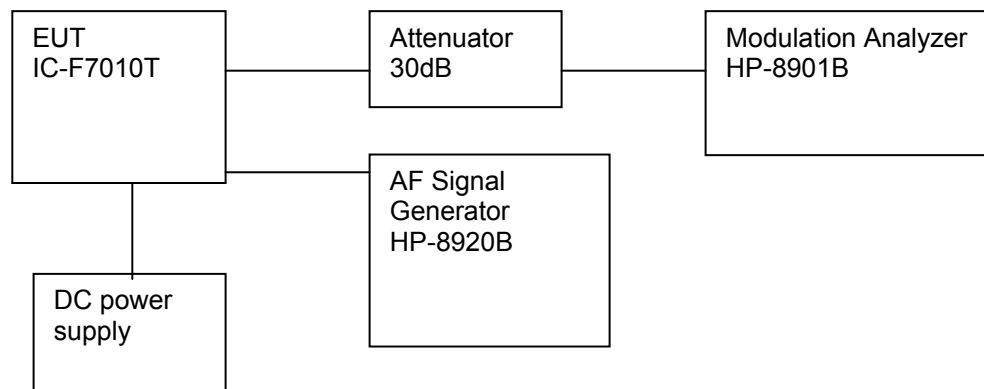 EUT
IC-F7010T
Attenuator
30dB
Modulation Analyzer
HP-8901B
AF Signal
Generator
HP-8920B
DC power
supply